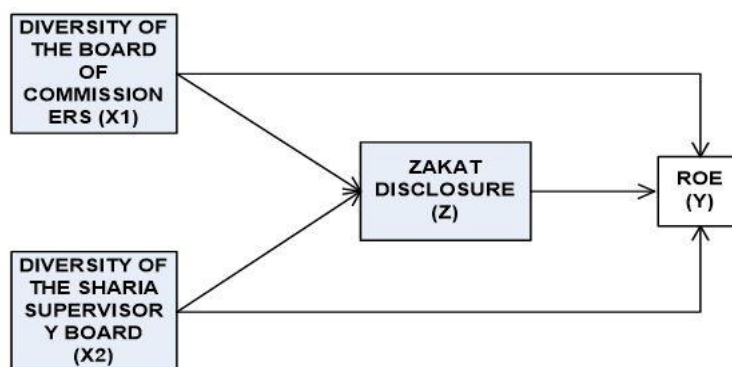 DIVERSITY OF
THE BOARD
OF
COMMISSION
ERS (X1)
ZAKAT
DISCLOSURE
(Z)
ROE
(Y)
DIVERSITY OF
THE SHARIA
SUPERVISOR
Y BOARD
(X2)